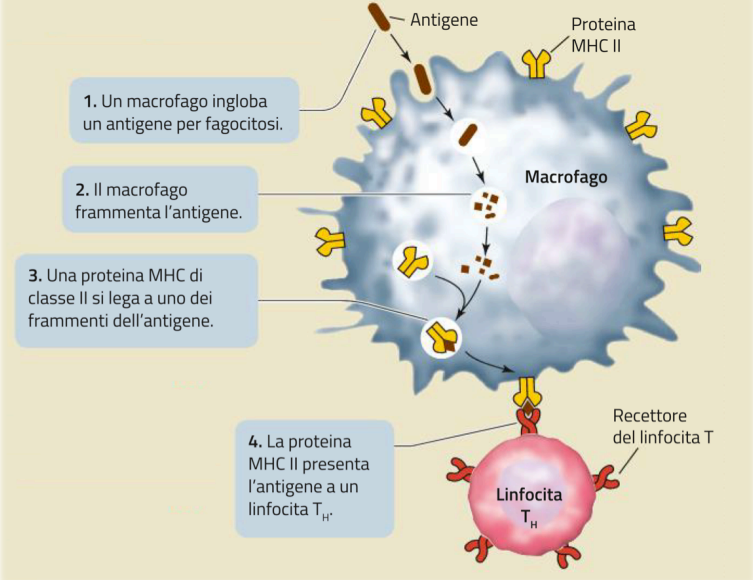 Antigene
Proteina
MHC II
1. Un macrofago ingloba
un antigene per fagocitosi.
Macrofago
2. Il macrofago
frammenta l'antigene.
3. Una proteina MHC di
classe II si lega a uno dei
frammenti dell'antigene.
4. La proteina
MHC II presenta
l'antigene a un
linfocita TH.
Recettore
del linfocita T
Linfocita
TH